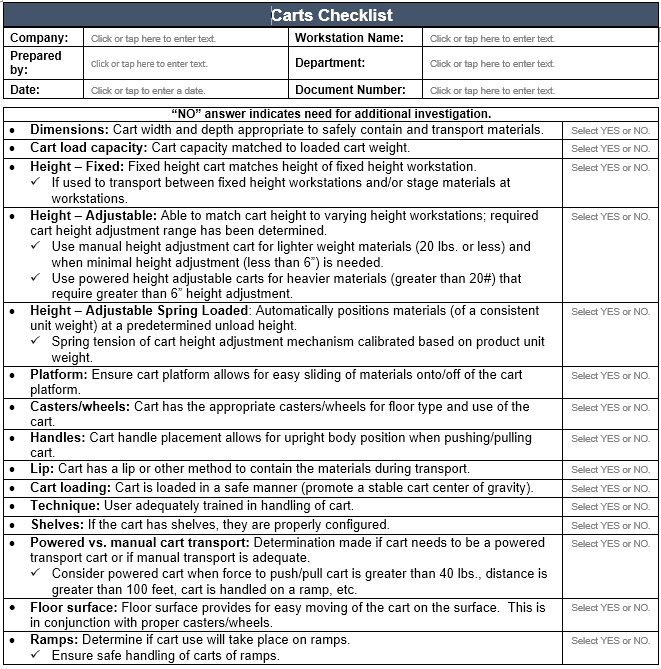 Carts Checklist
Company: Click or tap here to enter text. Workstation Name: Click or tap here to enter text.
Prepared by: Click or tap here to enter text. Department: Click or tap here to enter text.
Date: Click or tap to enter a date. Document Number: Click or tap here to enter text.
“NO” answer indicates need for additional investigation.
• Dimensions: Cart width and depth appropriate to safely contain and transport materials. Select YES or NO.
• Cart load capacity: Cart capacity matched to loaded cart weight. Select YES or NO.
• Height – Fixed: Fixed height cart matches height of fixed height workstation. Select YES or NO.
✓ If used to transport between fixed height workstations and/or stage materials at
workstations.
• Height – Adjustable: Able to match cart height to varying height workstations; required Select YES or NO.
cart height adjustment range has been determined.
✓ Use manual height adjustment cart for lighter weight materials (20 lbs. or less) and
when minimal height adjustment (less than 6”) is needed.
✓ Use powered height adjustable carts for heavier materials (greater than 20#) that
require greater than 6” height adjustment.
• Height – Adjustable Spring Loaded: Automatically positions materials (of a consistent Select YES or NO.
unit weight) at a predetermined unload height.
✓ Spring tension of cart height adjustment mechanism calibrated based on product unit
weight.
• Platform: Ensure cart platform allows for easy sliding of materials onto/off of the cart Select YES or NO.
platform.
• Casters/wheels: Cart has the appropriate casters/wheels for floor type and use of the Select YES or NO.
cart.
• Handles: Cart handle placement allows for upright body position when pushing/pulling Select YES or NO.
cart.
• Lip: Cart has a lip or other method to contain the materials during transport. Select YES or NO.
• Cart loading: Cart is loaded in a safe manner (promote a stable cart center of gravity). Select YES or NO.
• Technique: User adequately trained in handling of cart. Select YES or NO.
• Shelves: If the cart has shelves, they are properly configured. Select YES or NO.
• Powered vs. manual cart transport: Determination made if cart needs to be a powered Select YES or NO.
transport cart or if manual transport is adequate.
✓ Consider powered cart when force to push/pull cart is greater than 40 lbs., distance is
greater than 100 feet, cart is handled on a ramp, etc.
• Floor surface: Floor surface provides for easy moving of the cart on the surface. This is Select YES or NO.
in conjunction with proper casters/wheels.
• Ramps: Determine if cart use will take place on ramps. Select YES or NO.
✓ Ensure safe handling of carts of ramps.